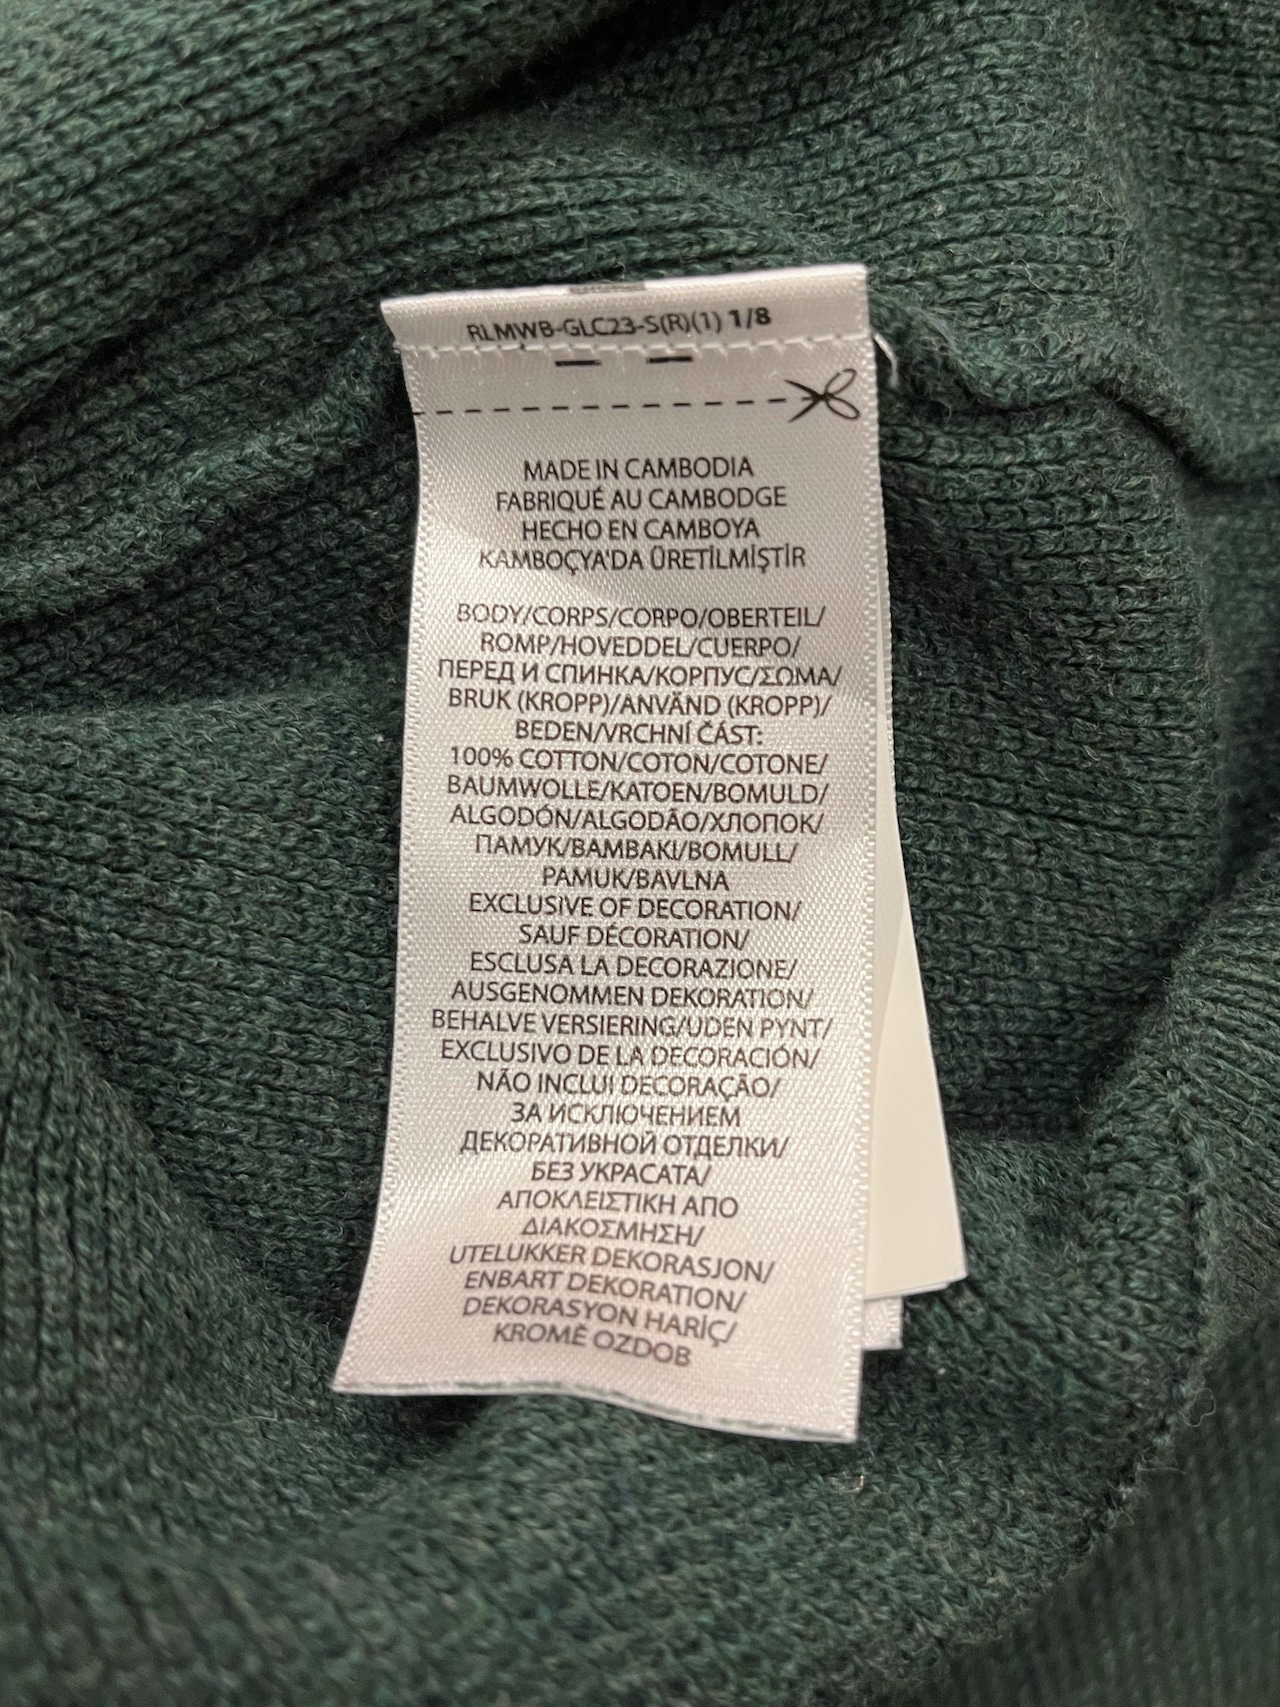 RLMWB-GLC23-S(R)(1) 1/8
MADE IN CAMBODIA
FABRIQUÉ AU CAMBODGE
HECHO EN CAMBOYA
KAMBOÇYA'DA ÜRETİLMİŞTİR
BODY/CORPS/CORPO/OBERTEIL/
ROMP/HOVEDDEL/CUERPO/
ПЕРЕД И СПИНКА/КОРПУС/ΣΩΜΑ/
BRUK (KROPP)/ANVÄND (KROPP)/
BEDEN/VRCHNÍ ČÁST:
100% COTTON/COTON/COTONE/
BAUMWOLLE/KATOEN/BOMULD/
ALGODÓN/ALGODÃO/ХЛОПОК/
ПАМУК/BAMBAKI/BOMULL/
PAMUK/BAVLNA
EXCLUSIVE OF DECORATION/
SAUF DÉCORATION/
ESCLUSA LA DECORAZIONE/
AUSGENOMMEN DEKORATION/
BEHALVE VERSIERING/UDEN PYNT/
EXCLUSIVO DE LA DECORACIÓN/
NÃO INCLUI DECORAÇÃO/
ЗА ИСКЛЮЧЕНИЕМ
ДЕКОРАТИВНОЙ ОТДЕЛКИ/
БЕЗ УКРАСАТА/
ΑΠΟΚΛΕΙΣΤΙΚΗ ΑΠΟ
ΔΙΑΚΟΣΜΗΣΗ/
UTELUKKER DEKORASJON/
ENBART DEKORATION/
DEKORASYON HARİÇ/
KROMĚ OZDOB